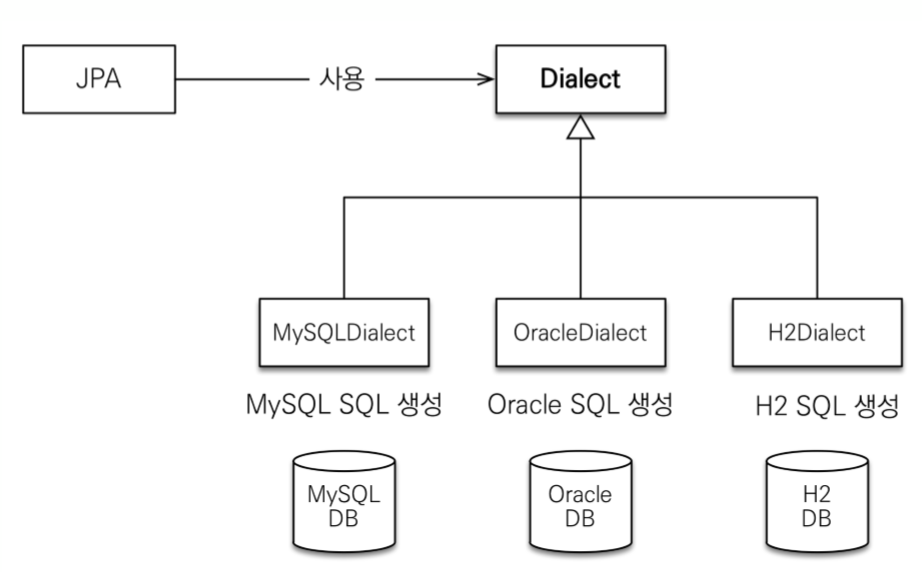 JPA
사용
Dialect
MySQLDialect
OracleDialect
H2Dialect
MySQL SQL 생성
Oracle SQL 생성
H2 SQL 생성
MySQL
DB
Oracle
DB
H2
DB